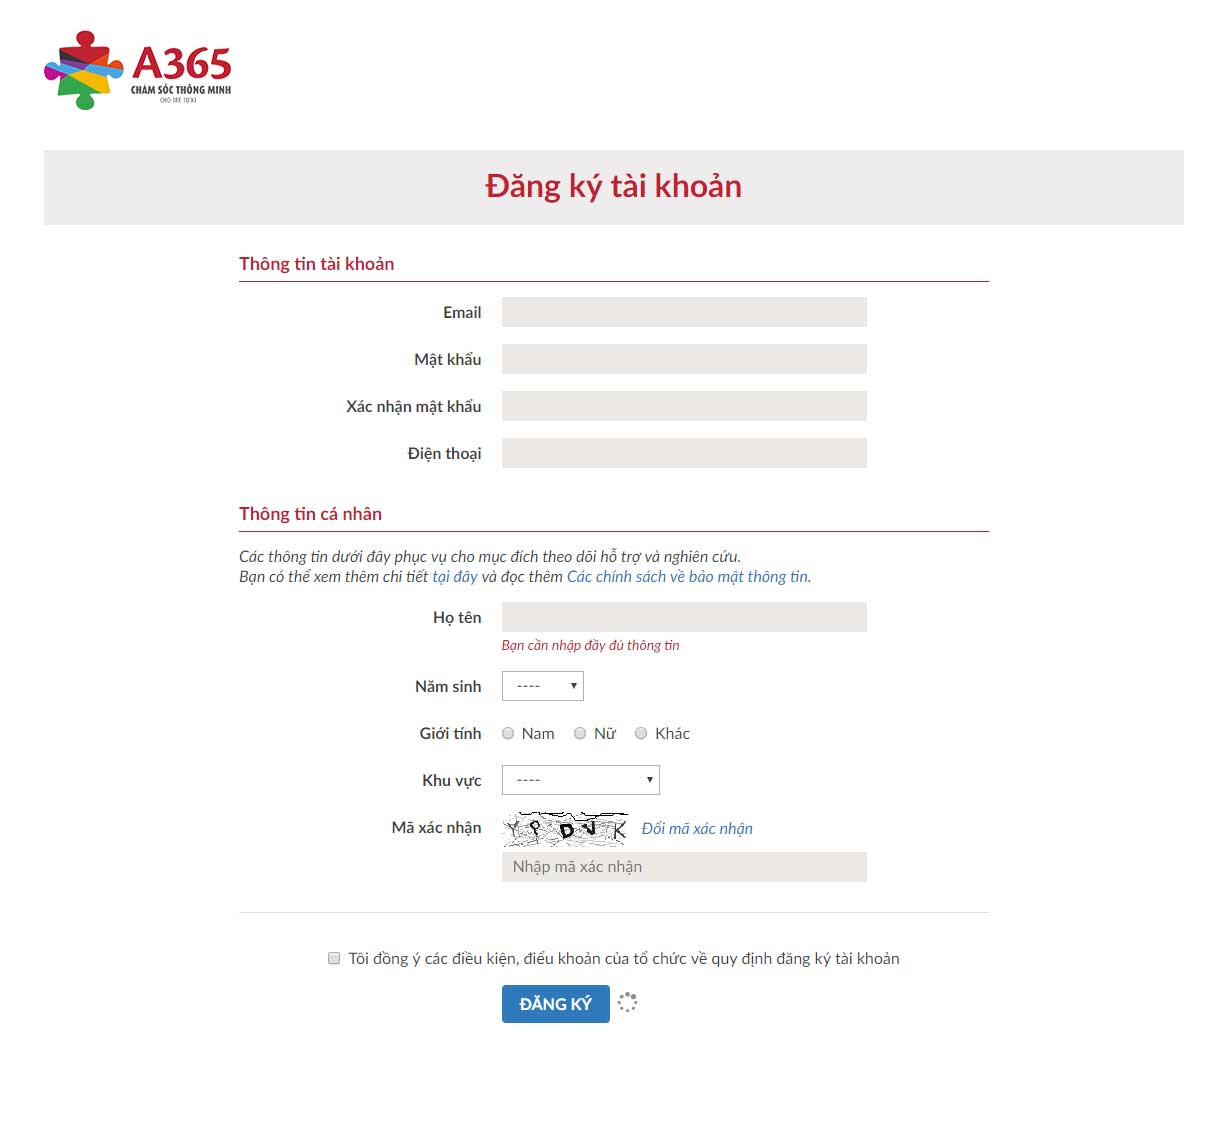 A365
CHĂM SÓC THÔNG MINH
CHO TRẺ TỰ KỈ
Đăng ký tài khoản
Thông tin tài khoản
Email
Mật khẩu
Xác nhận mật khẩu
Điện thoại
Thông tin cá nhân
Các thông tin dưới đây phục vụ cho mục đích theo dõi hỗ trợ và nghiên cứu.
Bạn có thể xem thêm chi tiết tại đây và đọc thêm Các chính sách về bảo mật thông tin.
Họ tên
Bạn cần nhập đầy đủ thông tin
Năm sinh ----
Giới tính Nam Nữ Khác
Khu vực ----
Mã xác nhận YPDVK Đổi mã xác nhận
Nhập mã xác nhận
Tôi đồng ý các điều kiện, điểu khoản của tổ chức về quy định đăng ký tài khoản
ĐĂNG KÝ